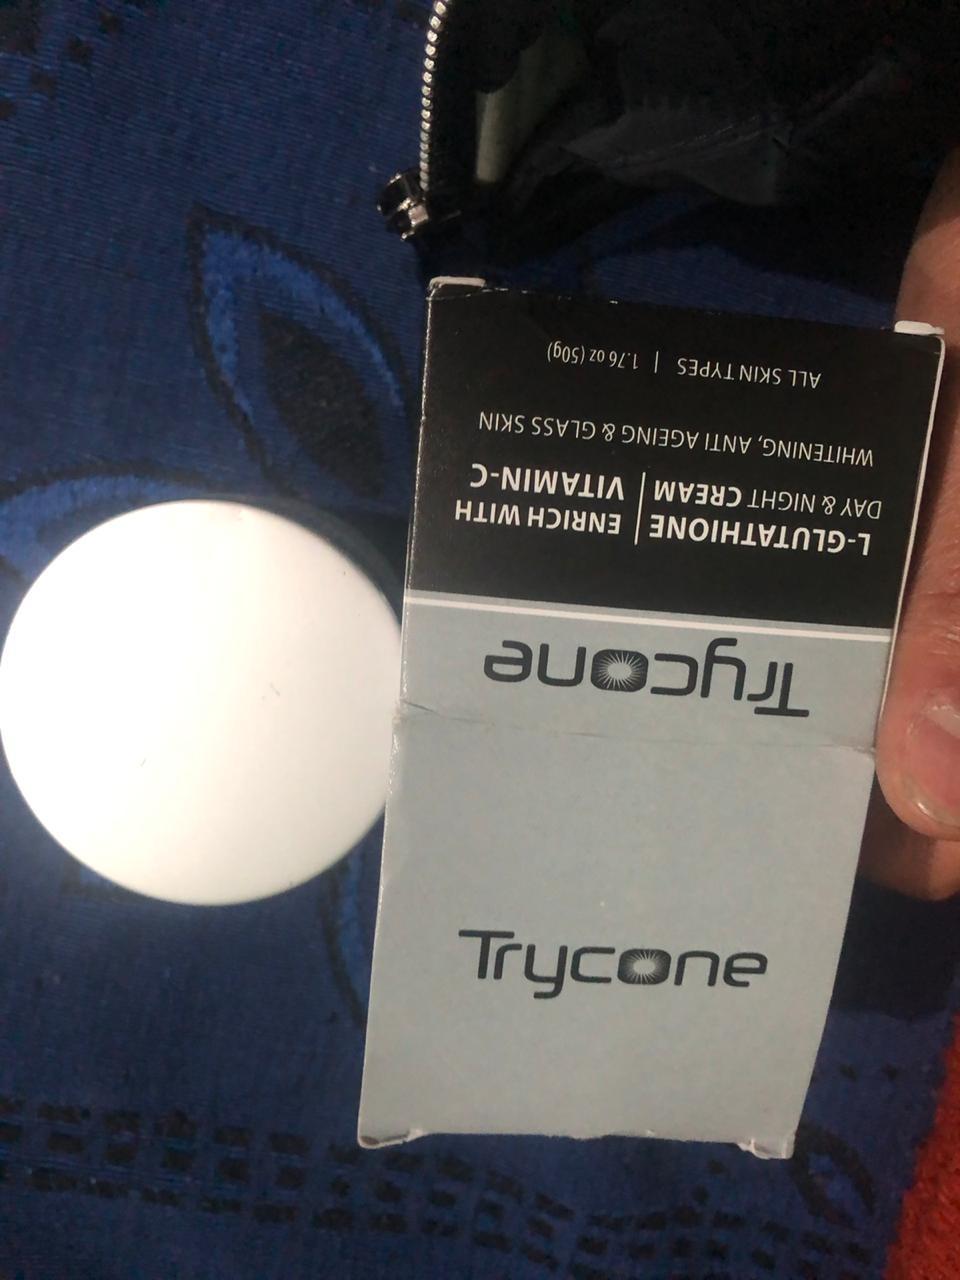 Trycone
Trycone
L-GLUTATHIONE | ENRICH WITH
DAY & NIGHT CREAM | VITAMIN-C
WHITENING, ANTI AGEING & GLASS SKIN
ALL SKIN TYPES | 1.76 oz (50g)